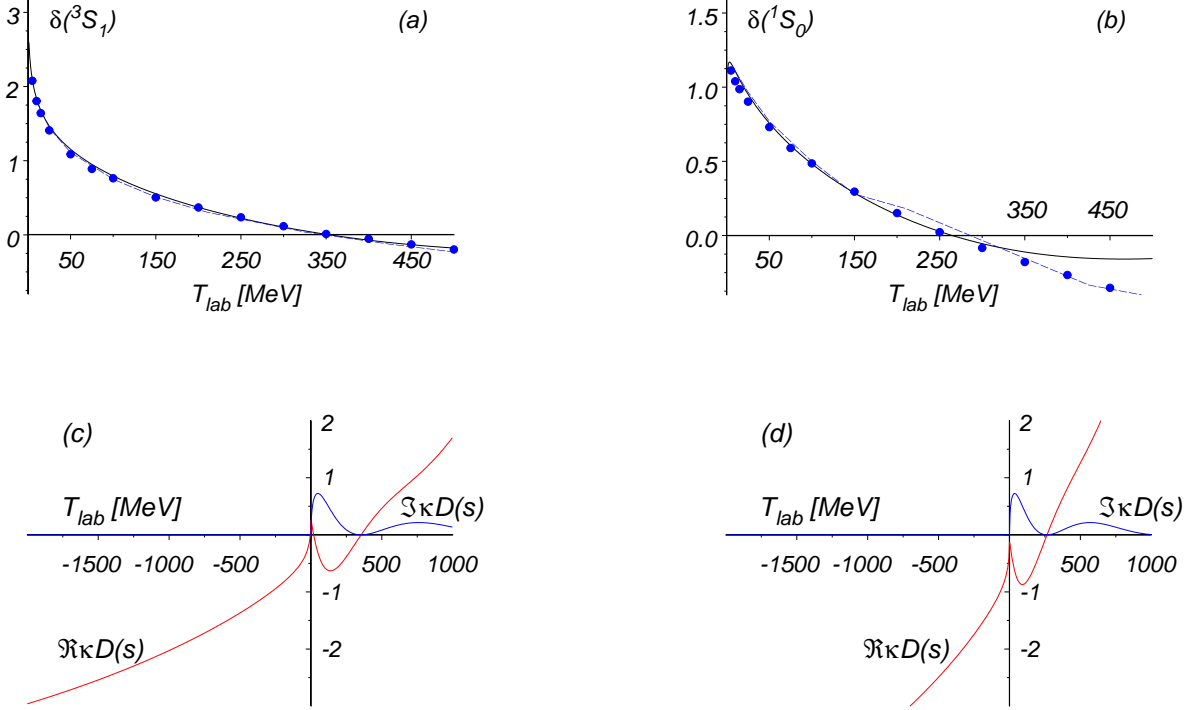 3 δ(³S₁) (a)
2
1
0
50 150 250 350 450
T_lab [MeV]
1.5 δ(¹S₀) (b)
1.0
0.5
350 450
0.0
50 150 250
T_lab [MeV]
(c) 2
1
T_lab [MeV] ℑκD(s)
-1500 -1000 -500 500 1000
-1
ℜκD(s) -2
(d) 2
1
T_lab [MeV] ℑκD(s)
-1500 -1000 -500 500 1000
-1
ℜκD(s) -2